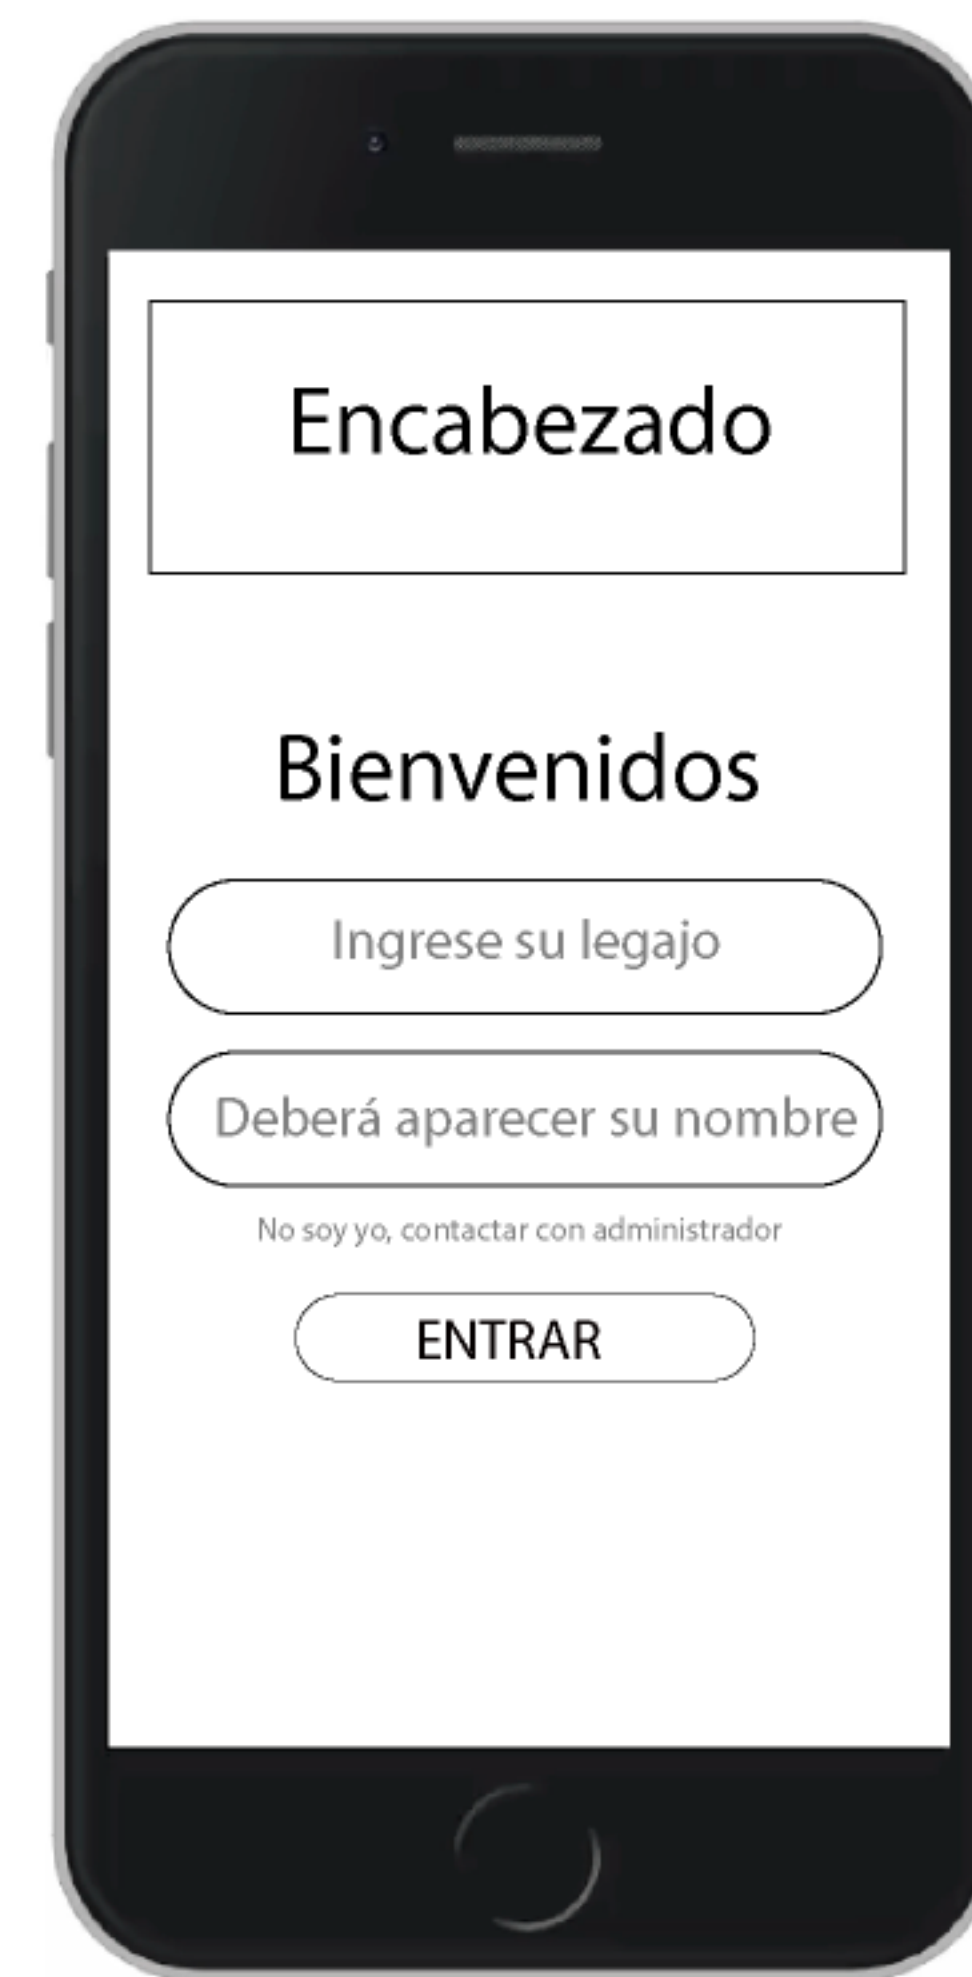 Encabezado
Bienvenidos
Ingrese su legajo
Deberá aparecer su nombre
No soy yo, contactar con administrador
ENTRAR